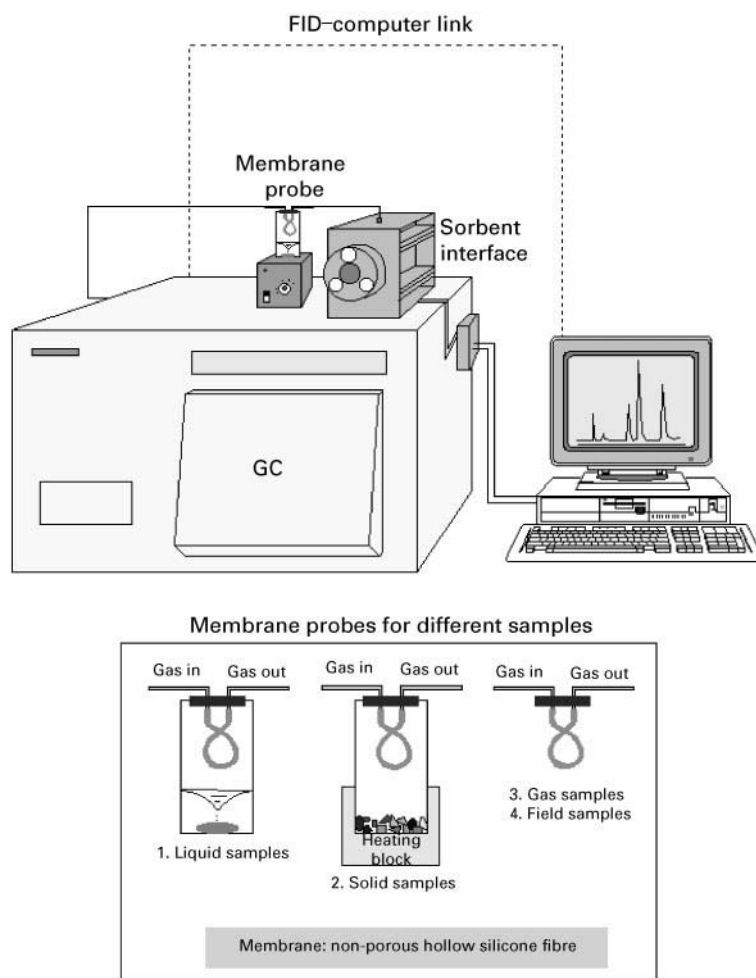 FID–computer link
Membrane
probe
Sorbent
interface
GC
Membrane probes for different samples
Gas in Gas out
Gas in Gas out
Gas in Gas out
1. Liquid samples
Heating
block
2. Solid samples
3. Gas samples
4. Field samples
Membrane: non-porous hollow silicone fibre